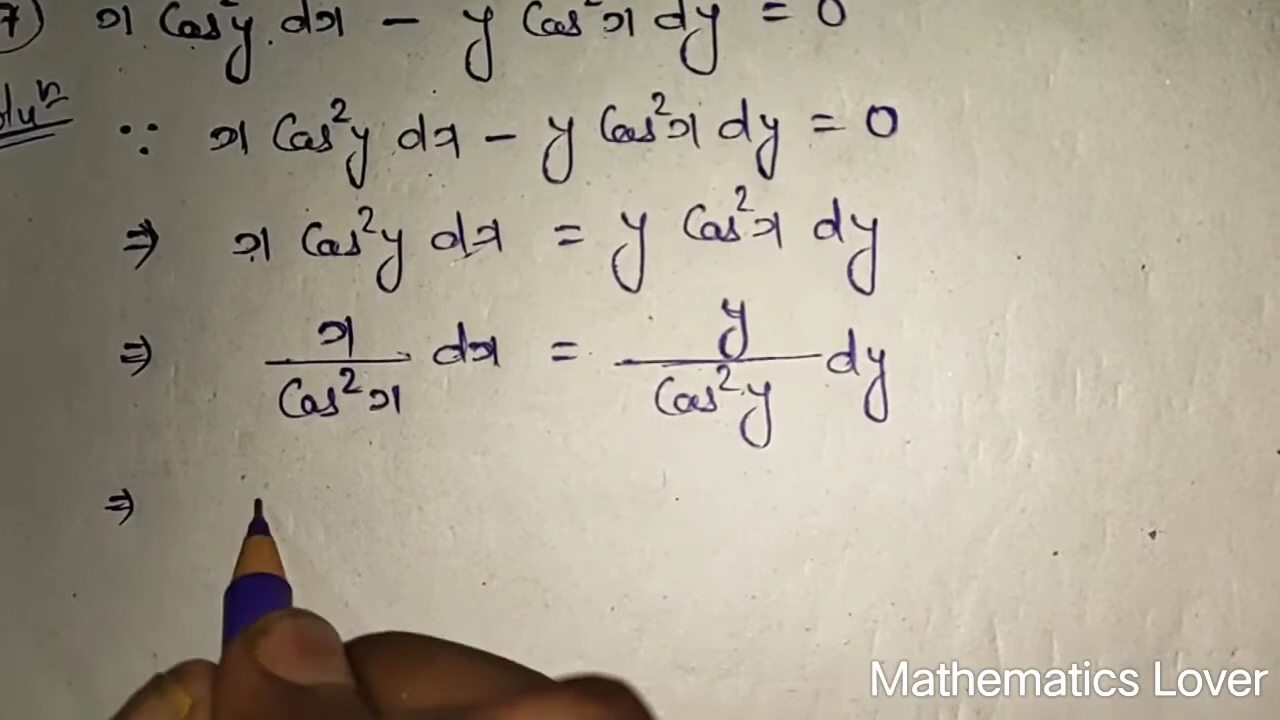 7) x Cos²y dx - y Cos²x dy = 0
Solun
∵ x Cos²y dx - y Cos²x dy = 0
⇒ x Cos²y dx = y Cos²x dy
⇒ x/Cos²x dx = y/Cos²y dy
⇒
Mathematics Lover